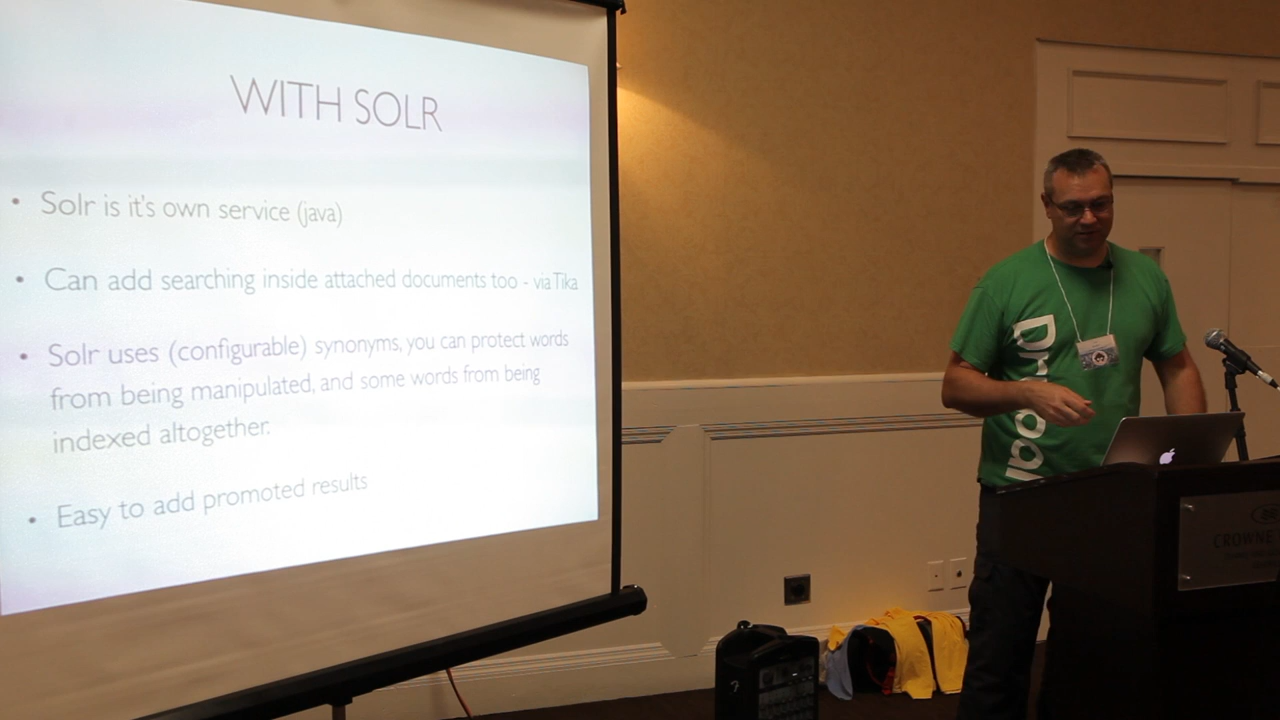 WITH SOLR
• Solr is it's own service (java)
• Can add searching inside attached documents too - via Tika
• Solr uses (configurable) synonyms, you can protect words
from being manipulated, and some words from being
indexed altogether.
• Easy to add promoted results
CROWNE